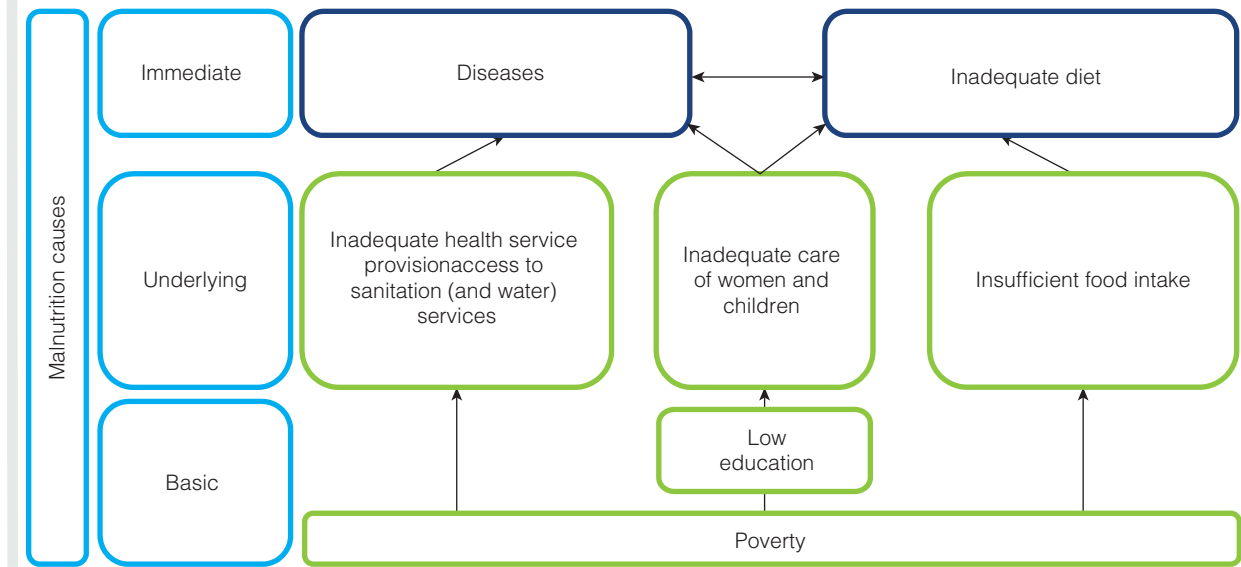 Malnutrition causes
Immediate
Diseases
Inadequate diet
Underlying
Inadequate health service
provisionaccess to
sanitation (and water)
services
Inadequate care
of women and
children
Insufficient food intake
Basic
Low
education
Poverty